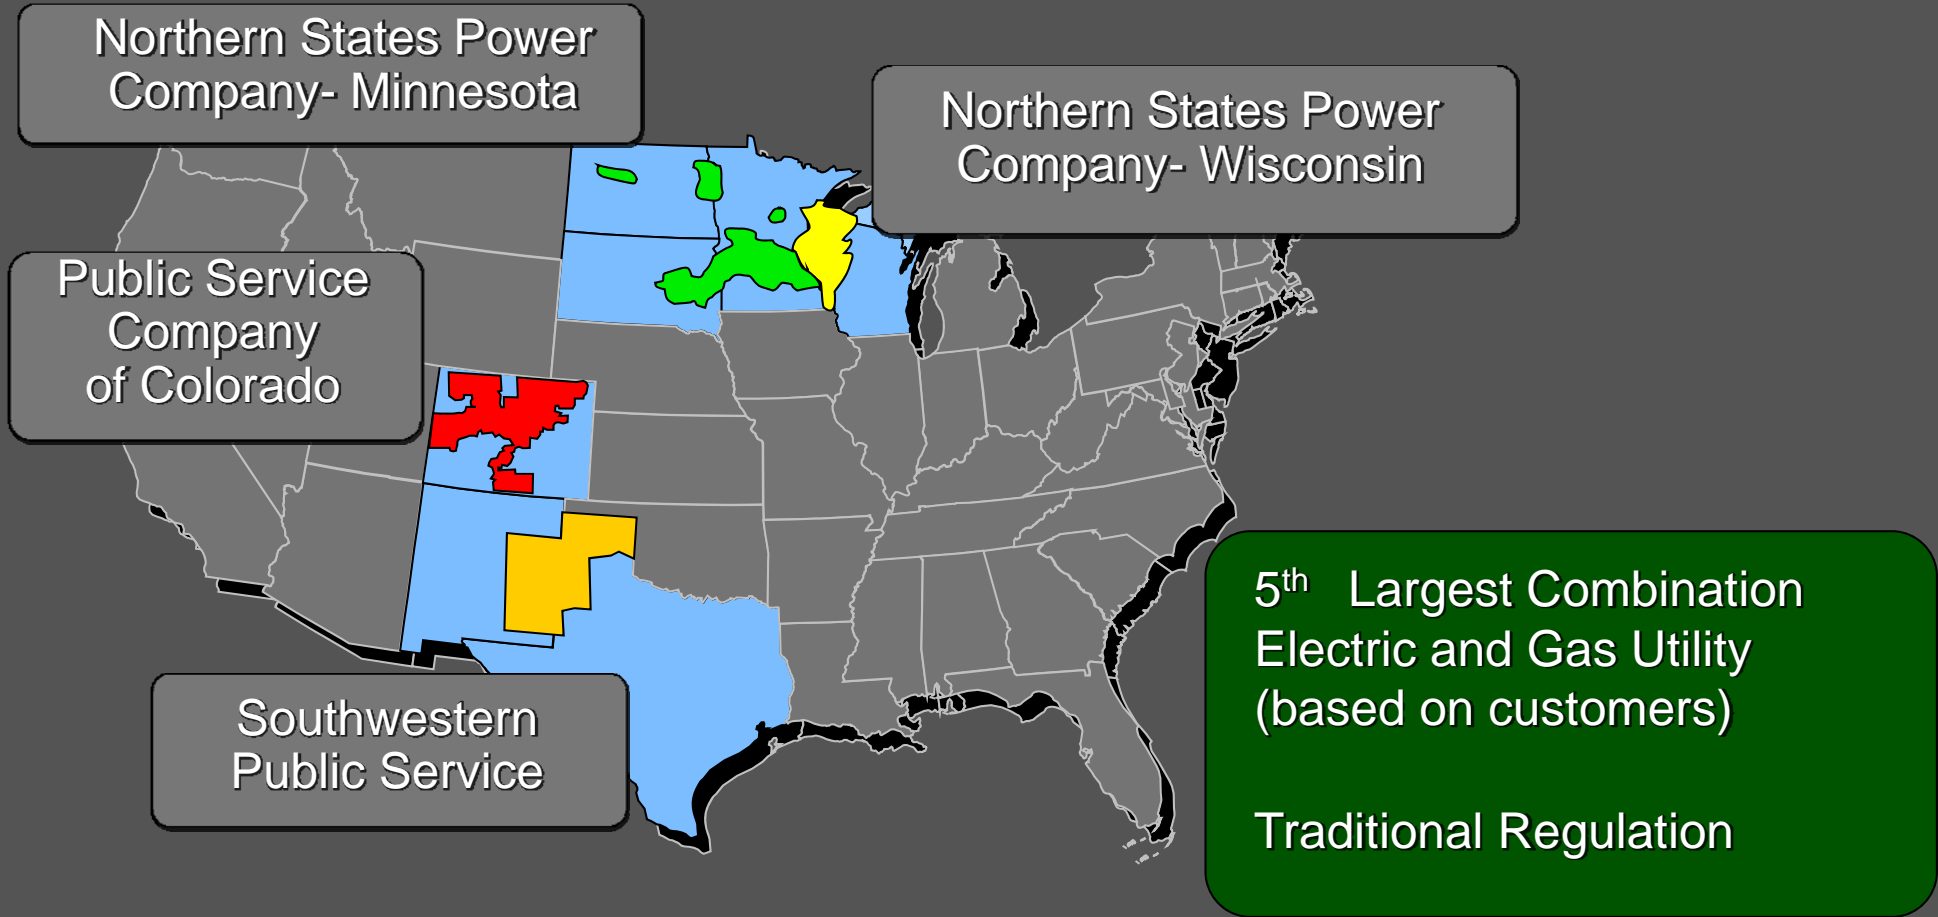 Northern States Power
Company- Minnesota
Northern States Power
Company- Wisconsin
Public Service
Company
of Colorado
Southwestern
Public Service
5th Largest Combination
Electric and Gas Utility
(based on customers)
Traditional Regulation